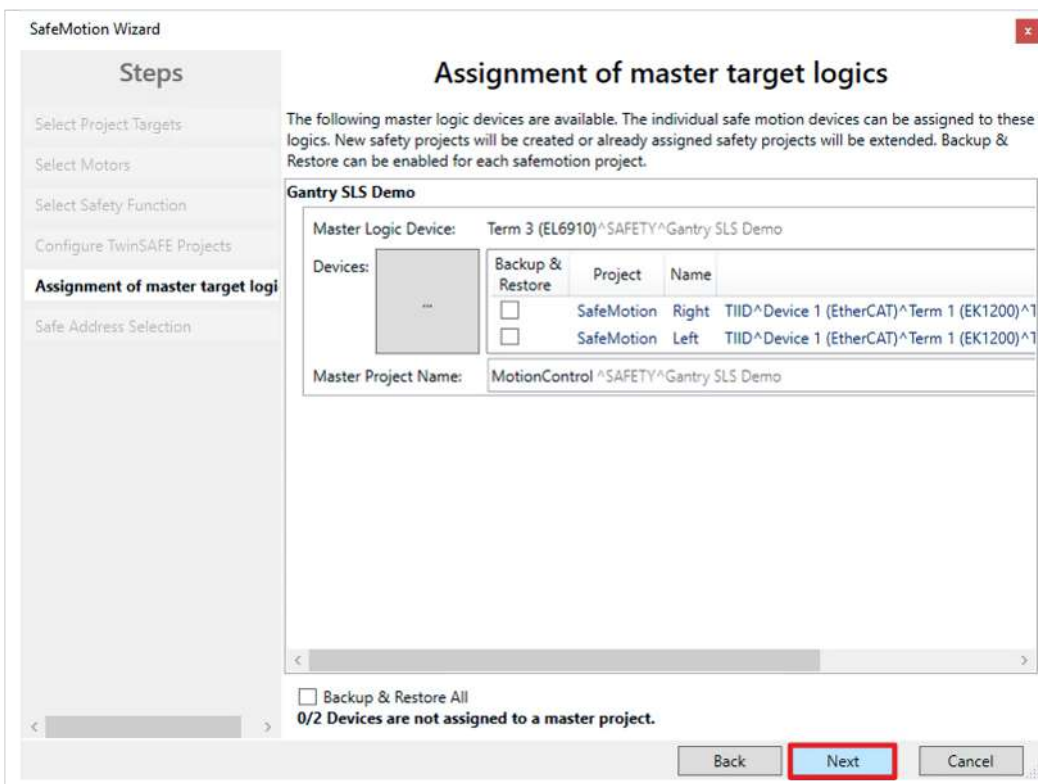 SafeMotion Wizard
x
Steps
Select Project Targets
Select Motors
Select Safety Function
Configure TwinSAFE Projects
Assignment of master target logi
Safe Address Selection
Assignment of master target logics
The following master logic devices are available. The individual safe motion devices can be assigned to these
logics. New safety projects will be created or already assigned safety projects will be extended. Backup &
Restore can be enabled for each safemotion project.
Gantry SLS Demo
Master Logic Device: Term 3 (EL6910)^SAFETY^Gantry SLS Demo
Devices:
...
Backup & Restore Project Name
SafeMotion Right TIID^Device 1 (EtherCAT)^Term 1 (EK1200)^T
SafeMotion Left TIID^Device 1 (EtherCAT)^Term 1 (EK1200)^T
Master Project Name: MotionControl ^SAFETY^Gantry SLS Demo
Backup & Restore All
0/2 Devices are not assigned to a master project.
Back Next Cancel